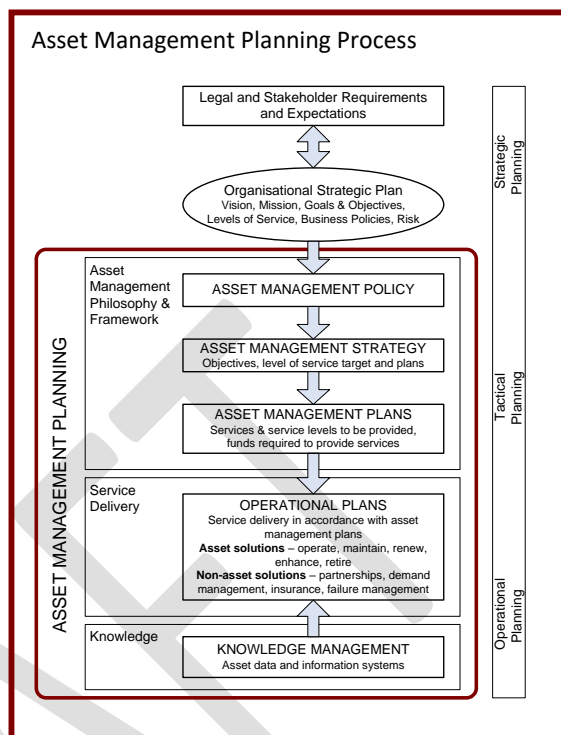 Asset Management Planning Process
Legal and Stakeholder Requirements
and Expectations
Organisational Strategic Plan
Vision, Mission, Goals & Objectives,
Levels of Service, Business Policies, Risk
Strategic
Planning
ASSET MANAGEMENT PLANNING
Asset
Management
Philosophy &
Framework
ASSET MANAGEMENT POLICY
ASSET MANAGEMENT STRATEGY
Objectives, level of service target and plans
ASSET MANAGEMENT PLANS
Services & service levels to be provided,
funds required to provide services
Tactical
Planning
Service
Delivery
OPERATIONAL PLANS
Service delivery in accordance with asset
management plans
Asset solutions – operate, maintain, renew,
enhance, retire
Non-asset solutions – partnerships, demand
management, insurance, failure management
Operational
Planning
Knowledge
KNOWLEDGE MANAGEMENT
Asset data and information systems